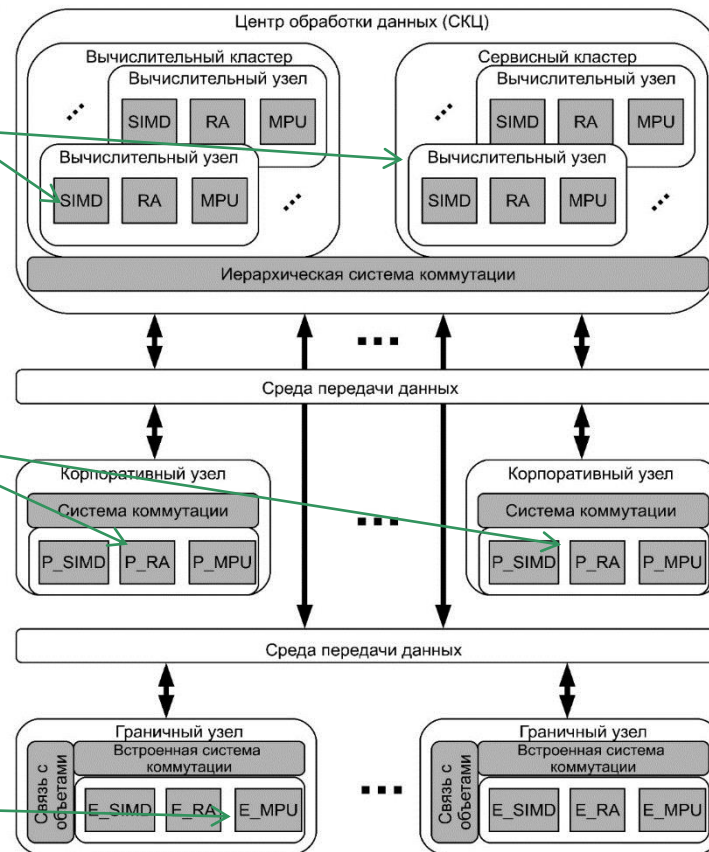 Центр обработки данных (СКЦ)
Вычислительный кластер
Вычислительный узел
...
SIMD RA MPU
Вычислительный узел
SIMD RA MPU
...
Сервисный кластер
Вычислительный узел
...
SIMD RA MPU
Вычислительный узел
SIMD RA MPU
...
Иерархическая система коммутации
...
Среда передачи данных
Корпоративный узел
Система коммутации
P_SIMD P_RA P_MPU
...
Корпоративный узел
Система коммутации
P_SIMD P_RA P_MPU
Среда передачи данных
Граничный узел
Связь с
объетами
Встроенная система
коммутации
E_SIMD E_RA E_MPU
...
Граничный узел
Связь с
объетами
Встроенная система
коммутации
E_SIMD E_RA E_MPU